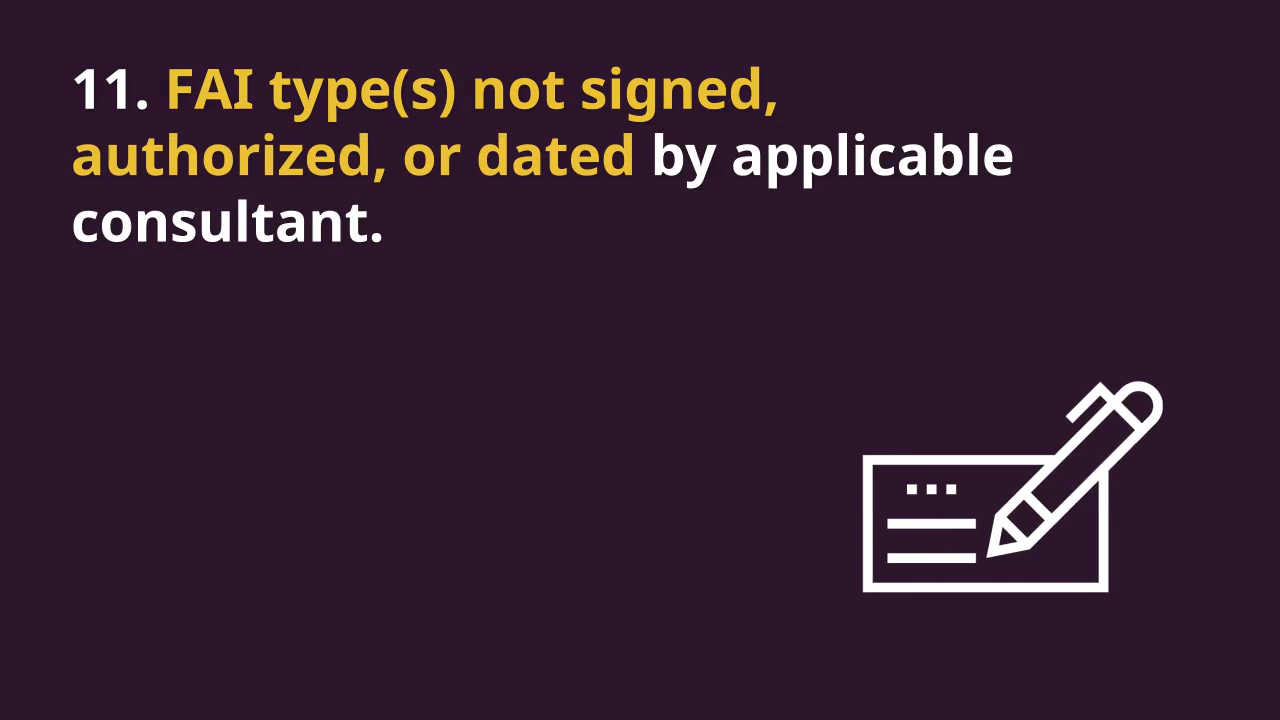 11. FAI type(s) not signed,
authorized, or dated by applicable
consultant.